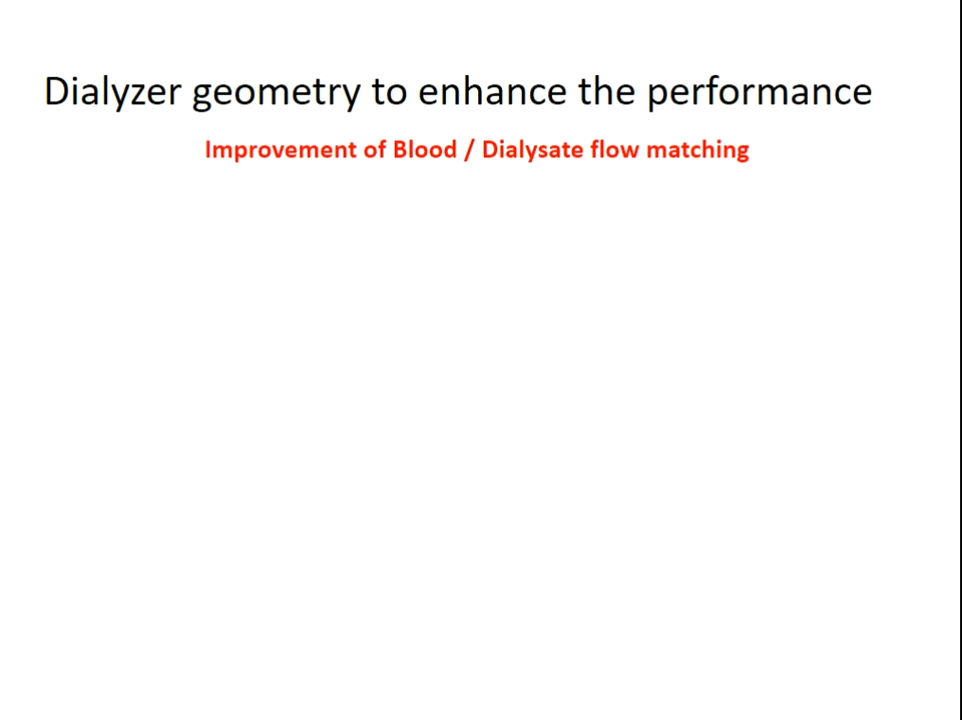 Dialyzer geometry to enhance the performance
Improvement of Blood / Dialysate flow matching